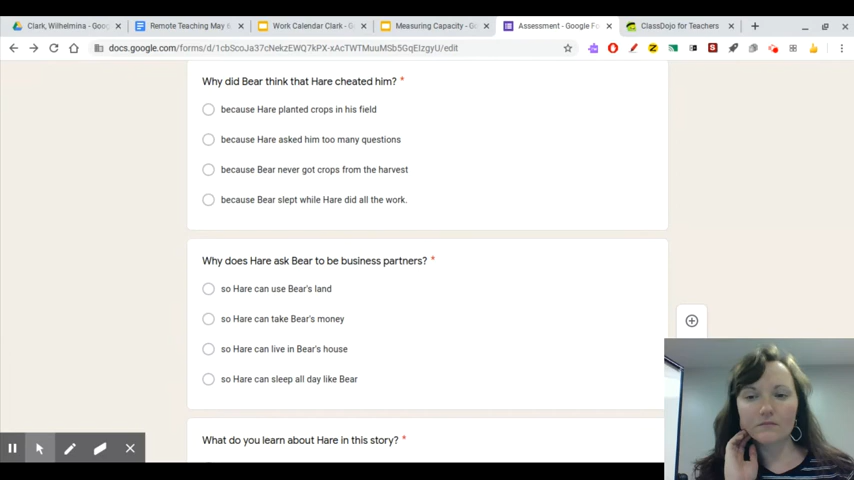 Clark, Wilhelmina - Goog
Remote Teaching May 6,
Work Calendar Clark - G
Measuring Capacity - G
Assessment - Google Fo
ClassDojo for Teachers
docs.google.com/forms/d/1cbScoJa37cNekzEWQ7kPX-xAcTWTMuuMSb5GqEIzgyU/edit
Why did Bear think that Hare cheated him? *
because Hare planted crops in his field
because Hare asked him too many questions
because Bear never got crops from the harvest
because Bear slept while Hare did all the work.
Why does Hare ask Bear to be business partners? *
so Hare can use Bear's land
so Hare can take Bear's money
so Hare can live in Bear's house
so Hare can sleep all day like Bear
What do you learn about Hare in this story? *